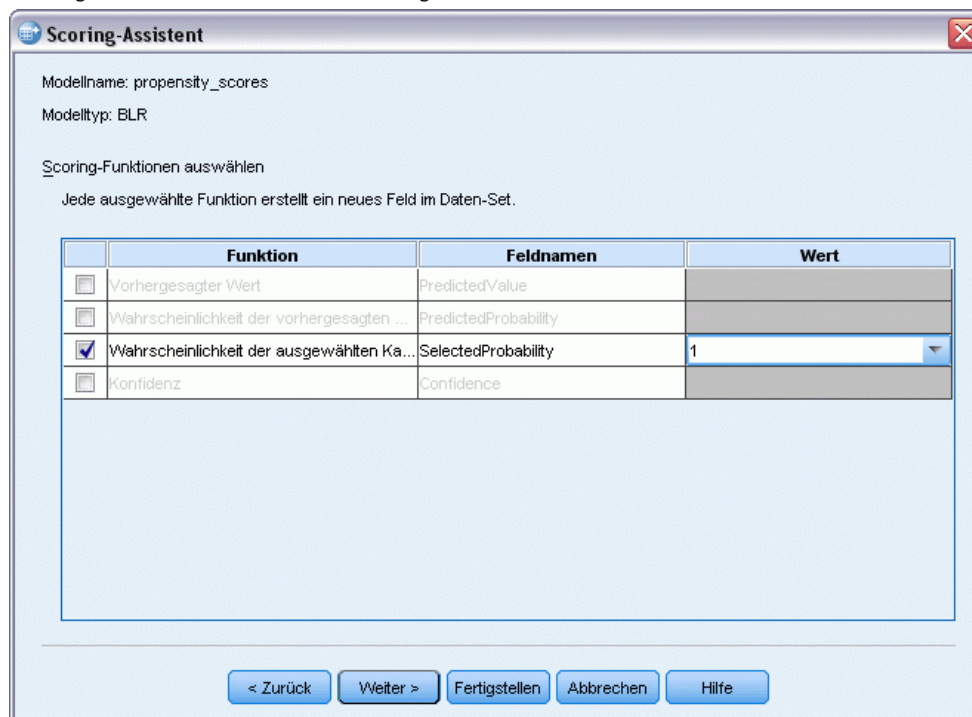 Scoring-Assistent
Modellname: propensity_scores
Modelltyp: BLR
Scoring-Funktionen auswählen
Jede ausgewählte Funktion erstellt ein neues Feld im Daten-Set.
Funktion Feldnamen Wert
Vorhergesagter Wert PredictedValue
Wahrscheinlichkeit der vorhergesagten ... PredictedProbability
Wahrscheinlichkeit der ausgewählten Ka... SelectedProbability 1
Konfidenz Confidence
< Zurück Weiter > Fertigstellen Abbrechen Hilfe